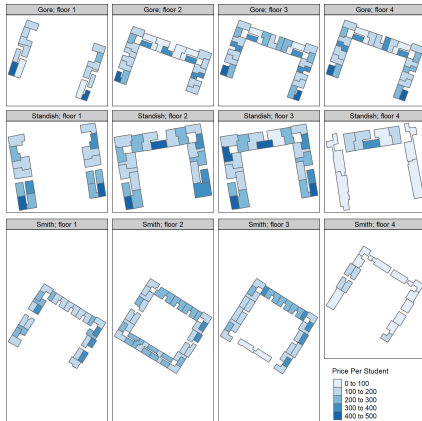 Gore; floor 1
Gore; floor 2
Gore; floor 3
Gore; floor 4
Standish; floor 1
Standish; floor 2
Standish; floor 3
Standish; floor 4
Smith; floor 1
Smith; floor 2
Smith; floor 3
Smith; floor 4
Price Per Student
0 to 100
100 to 200
200 to 300
300 to 400
400 to 500